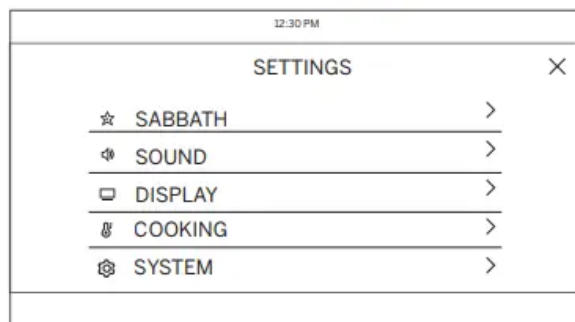 12:30 PM
SETTINGS
SABBATH
SOUND
DISPLAY
COOKING
SYSTEM